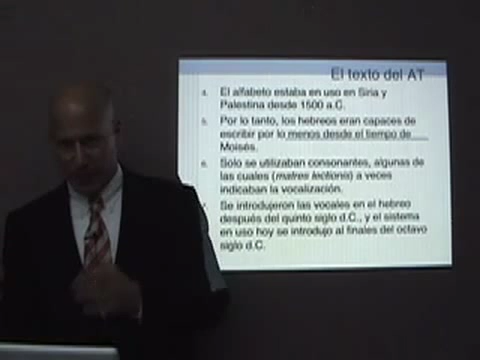 El texto del AT
El alfabeto estaba en uso en Siria y
Palestina desde 1500 a.C.
Por lo tanto, los hebreos eran capaces de
escribir por lo menos desde el tiempo de
Moisés.
Solo se utilizaban consonantes, algunas de
las cuales (matres lectionis) a veces
indicaban la vocalización.
Se introdujeron las vocales en el hebreo
después del quinto siglo d.C., y el sistema
en uso hoy se introdujo al finales del octavo
siglo d.C.